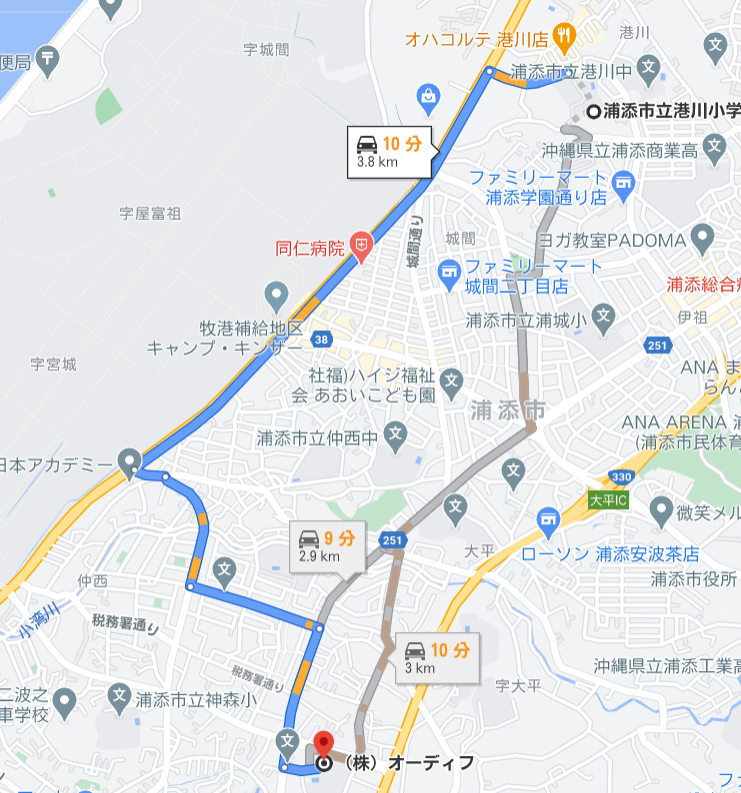 オハコルテ 港川店
港川
字城間
便局
浦添市立港川中
浦添市立港川小学
10 分
3.8 km
沖縄県立浦添商業高
ファミリーマート
浦添学園通り店
字屋富祖
城間通り
城間
ヨガ教室PADOMA
同仁病院
ファミリーマート
城間二丁目店
浦添総合病
伊祖
牧港補給地区
キャンプ・キンザー
38
浦添市立浦城小
251
字宮城
社福)ハイジ福祉
会 あおいこども園
ANA ま
らんど
浦添市
ANA ARENA 浦
(浦添市民体育
浦添市立仲西中
日本アカデミー
330
大平IC
微笑メル
9 分
2.9 km
251
大平
ローソン 浦添安波茶店
仲西
浦添市役所
小湾川
税務署通り
10 分
3 km
税務署通り
沖縄県立浦添工業高
字大平
二波之
車学校
浦添市立神森小
(株) オーディフ